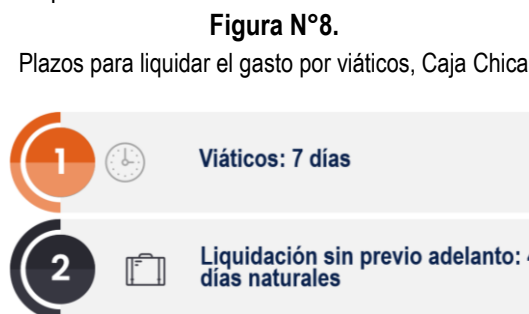 Figura N°8.
Plazos para liquidar el gasto por viáticos, Caja Chica
1
Viáticos: 7 días
2
Liquidación sin previo adelanto:
días naturales